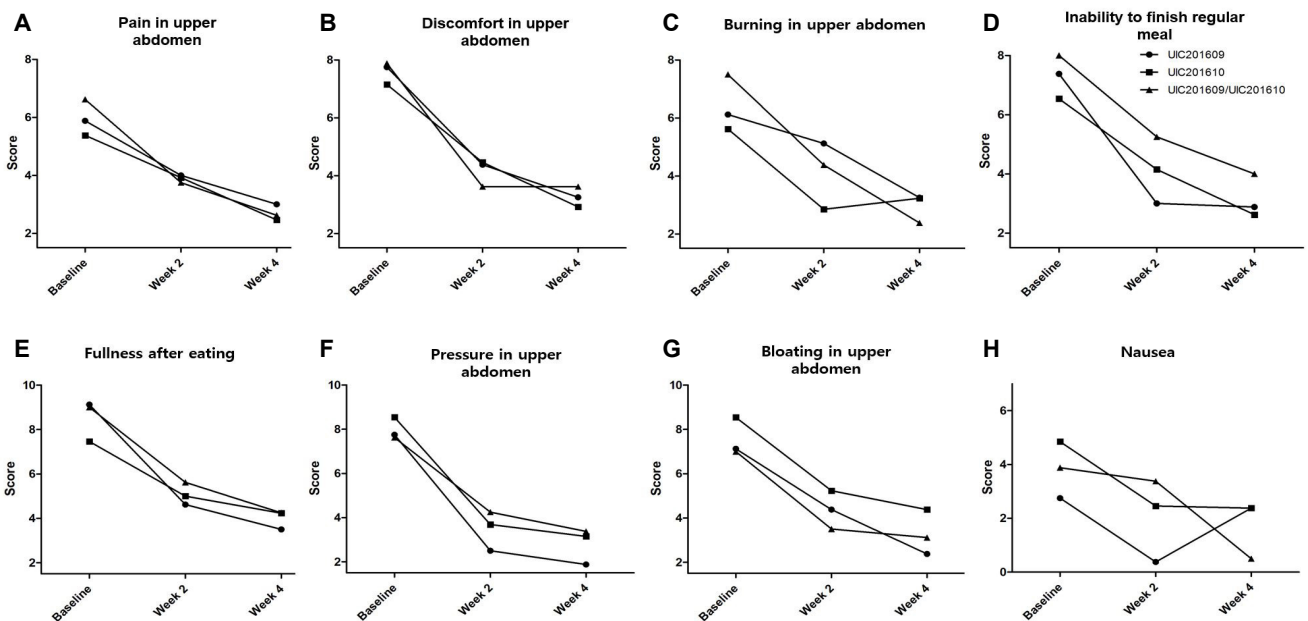 A
Pain in upper
abdomen
8
6
4
2
Score
Baseline
Week 2
Week 4
B
Discomfort in upper
abdomen
8
6
4
2
Score
Baseline
Week 2
Week 4
C
Burning in upper abdomen
8
6
4
2
Score
Baseline
Week 2
Week 4
D
Inability to finish regular
meal
UIC201609
UIC201610
UIC201609/UIC201610
8
6
4
2
Score
Baseline
Week 2
Week 4
E
Fullness after eating
10
8
6
4
2
Score
Baseline
Week 2
Week 4
F
Pressure in upper
abdomen
10
8
6
4
2
Score
Baseline
Week 2
Week 4
G
Bloating in upper
abdomen
10
8
6
4
2
Score
Baseline
Week 2
Week 4
H
Nausea
6
4
2
0
Score
Baseline
Week 2
Week 4